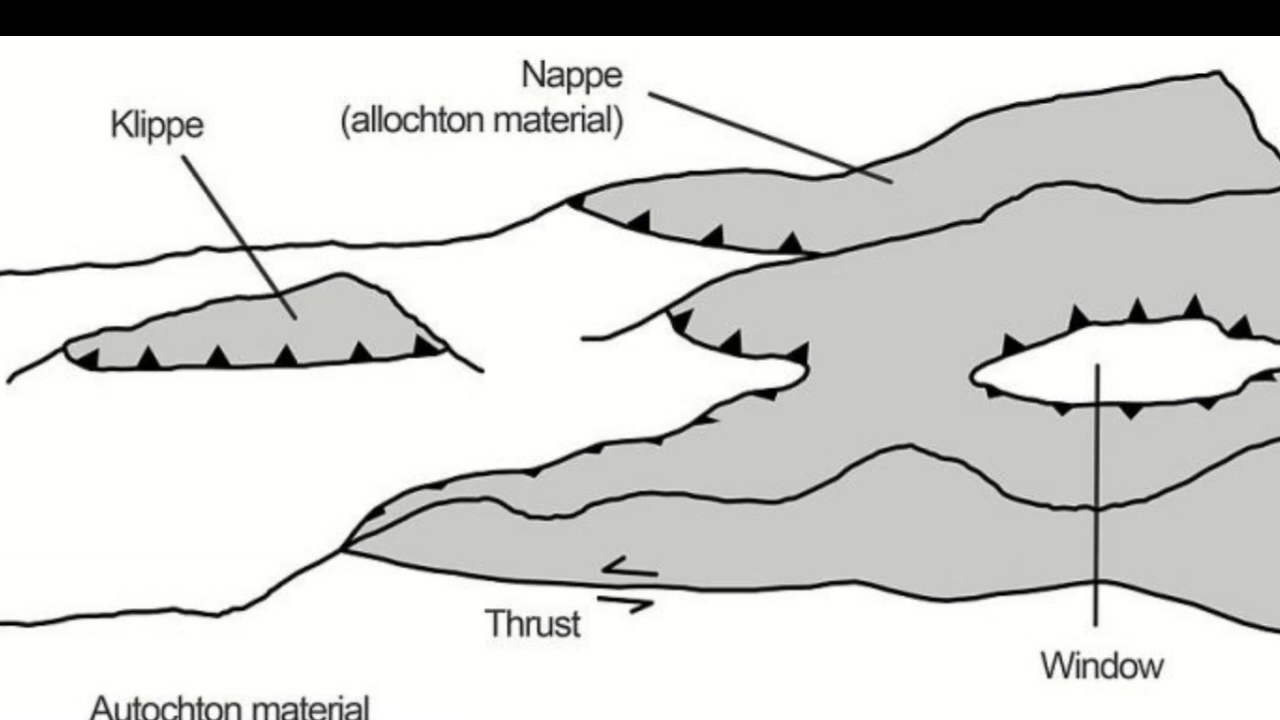 Nappe
(allochton material)
Klippe
Thrust
Window
Autochton material